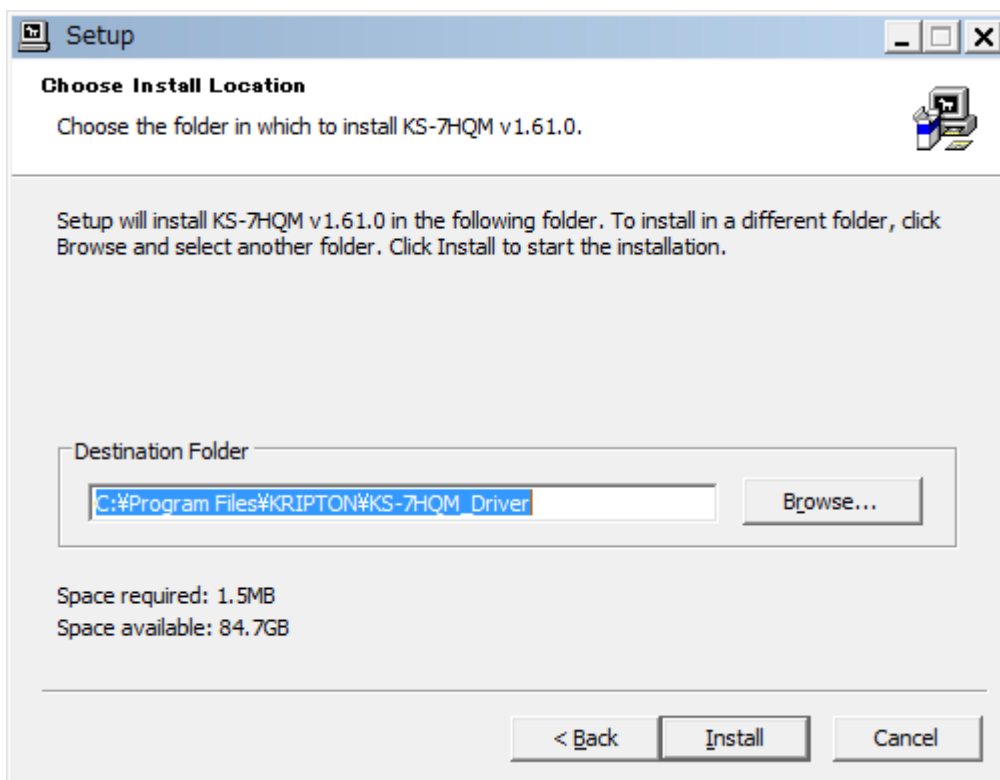 Setup
Choose Install Location
Choose the folder in which to install KS-7HQM v1.61.0.
Setup will install KS-7HQM v1.61.0 in the following folder. To install in a different folder, click
Browse and select another folder. Click Install to start the installation.
Destination Folder
C:¥Program Files¥KRIPTON¥KS-7HQM_Driver
Browse...
Space required: 1.5MB
Space available: 84.7GB
< Back
Install
Cancel